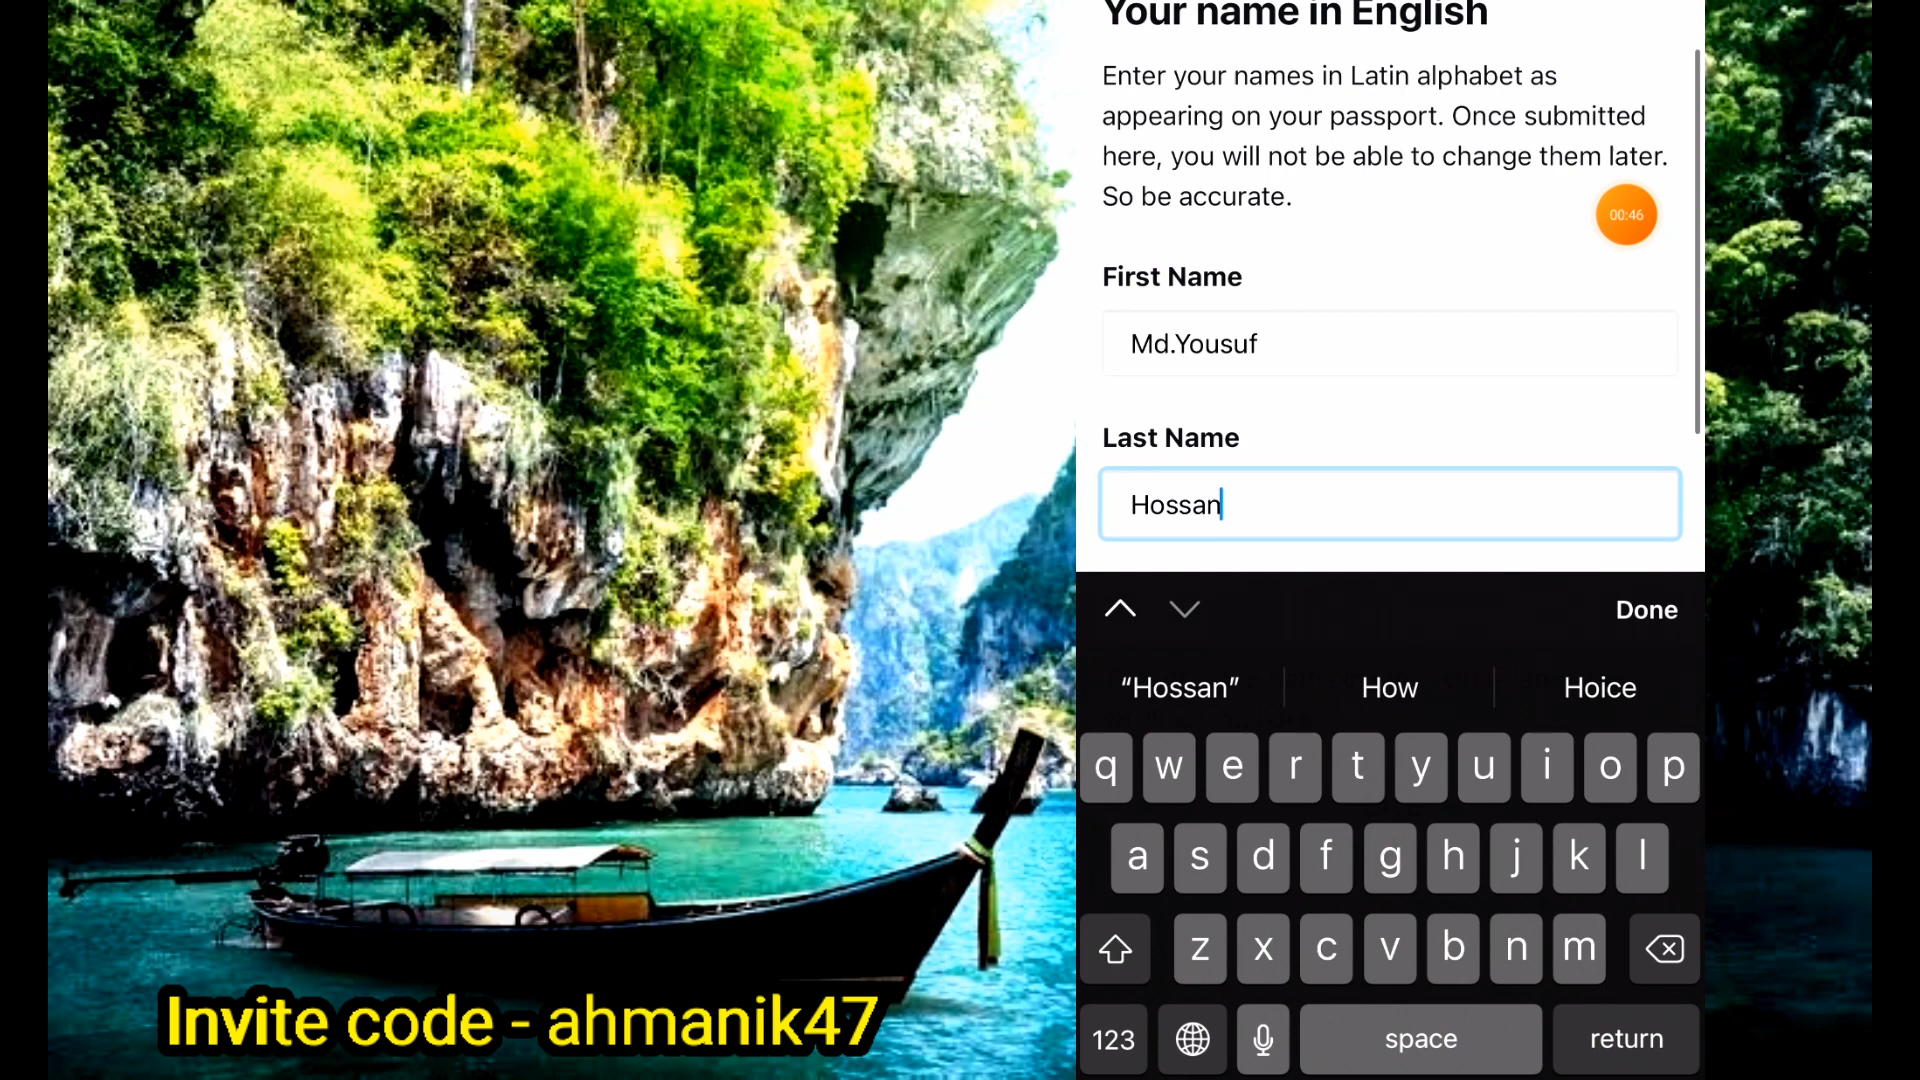 Your name in English
Enter your names in Latin alphabet as
appearing on your passport. Once submitted
here, you will not be able to change them later.
So be accurate.
00:46
First Name
Md.Yousuf
Last Name
Hossan
Done
“Hossan” How Hoice
q w e r t y u i o p
a s d f g h j k l
z x c v b n m
123 space return
Invite code - ahmanik47